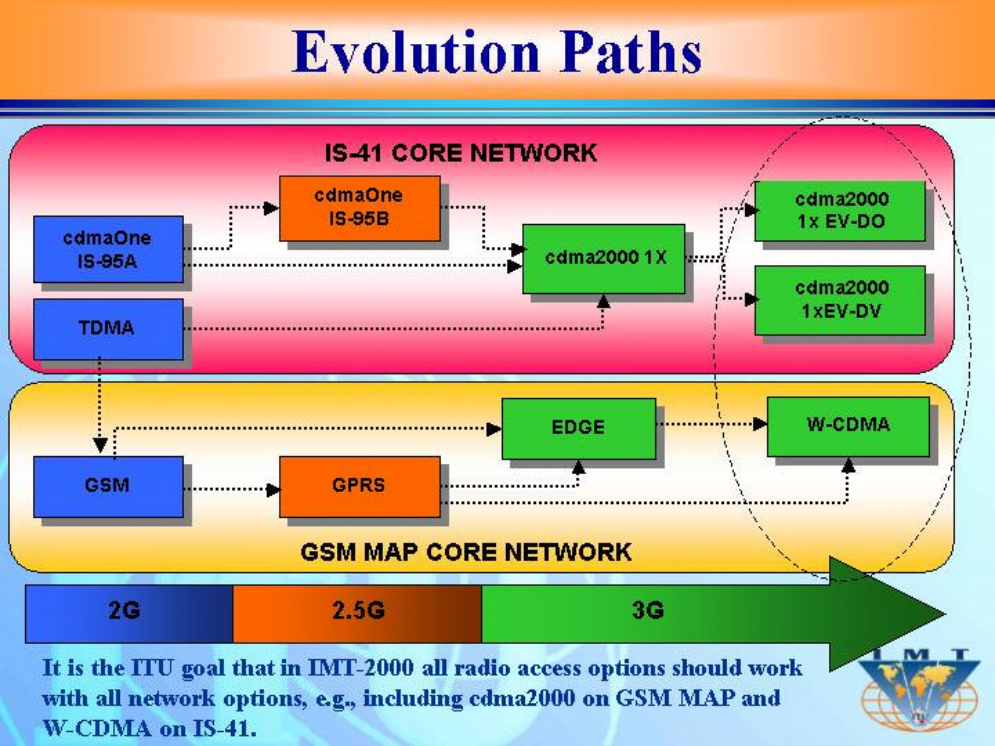 Evolution Paths
IS-41 CORE NETWORK
cdmaOne
IS-95A
cdmaOne
IS-95B
cdma2000 1X
cdma2000
1x EV-DO
cdma2000
1xEV-DV
TDMA
EDGE
W-CDMA
GSM
GPRS
GSM MAP CORE NETWORK
2G
2.5G
3G
It is the ITU goal that in IMT-2000 all radio access options should work
with all network options, e.g., including cdma2000 on GSM MAP and
W-CDMA on IS-41.
I M T
ITU